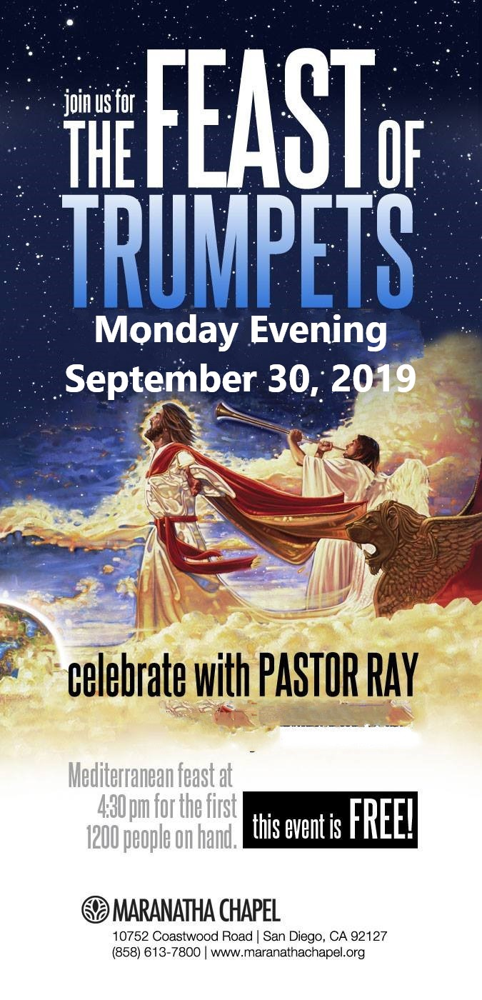 join us for
THE FEAST OF
TRUMPETS
Monday Evening
September 30, 2019
celebrate with PASTOR RAY
Mediterranean feast at
4:30 pm for the first
1200 people on hand.
this event is FREE!
MARANATHA CHAPEL
10752 Coastwood Road | San Diego, CA 92127
(858) 613-7800 | www.maranathachapel.org